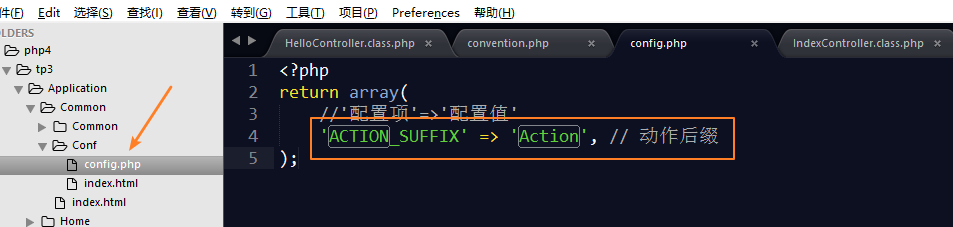 件(F) Edit 选择(S) 查找(I) 查看(V) 转到(G) 工具(T) 项目(P) Preferences 帮助(H)
OLDERS
php4
tp3
Application
Common
Common
Conf
config.php
index.html
index.html
Home
HelloController.class.php × convention.php × config.php × IndexController.class.php ×
1 <?php
2 return array(
3 //'配置项'=>'配置值'
4 'ACTION_SUFFIX' => 'Action', // 动作后缀
5 );